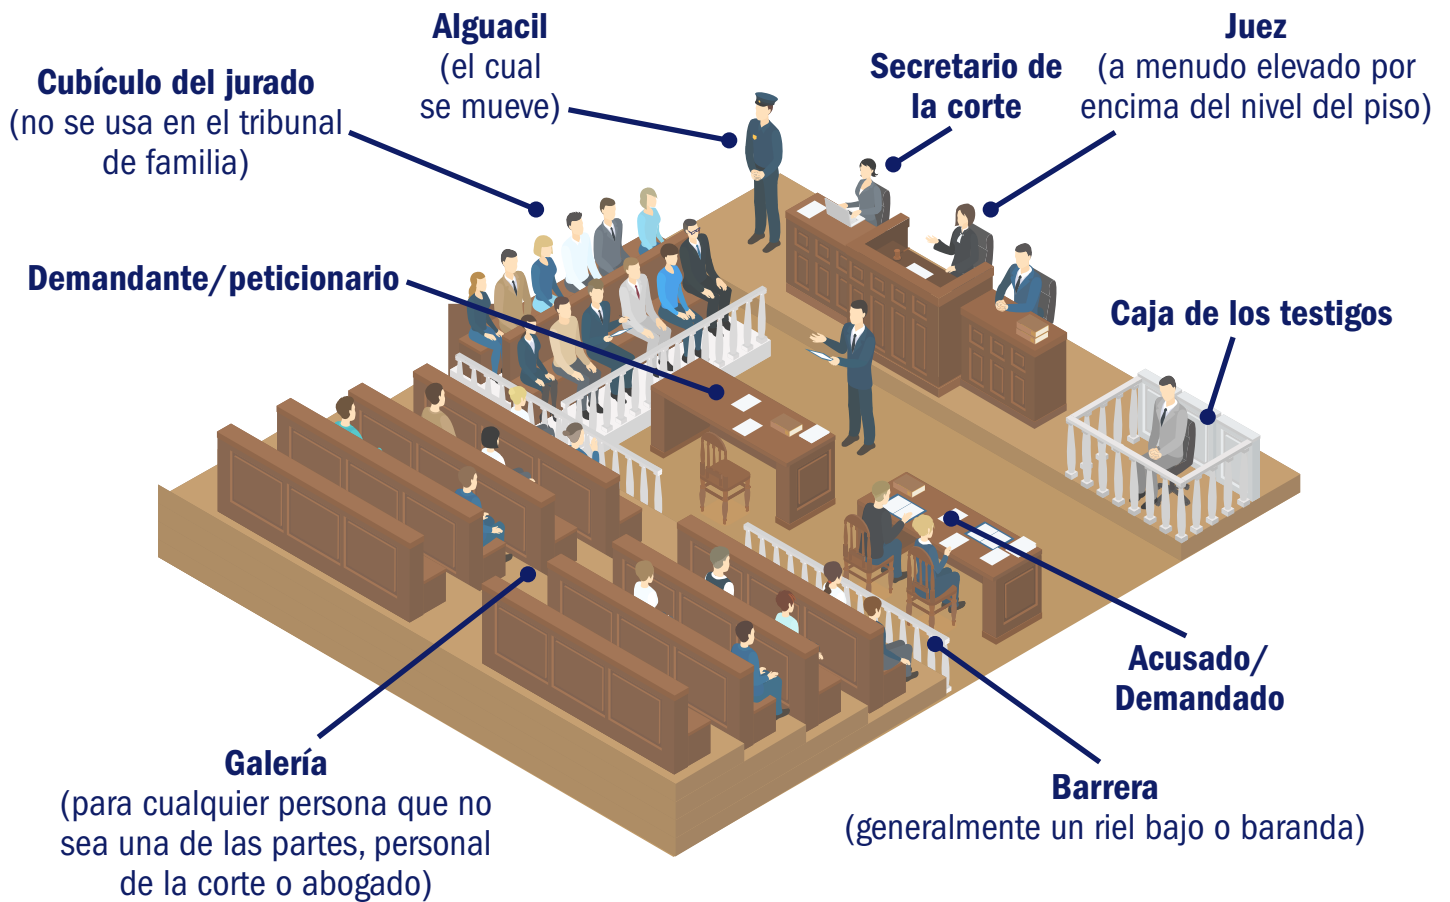 Alguacil
(el cual
se mueve)
Juez
(a menudo elevado por
encima del nivel del piso)
Secretario de
la corte
Cubículo del jurado
(no se usa en el tribunal
de familia)
Demandante/peticionario
Caja de los testigos
Acusado/
Demandado
Galería
(para cualquier persona que no
sea una de las partes, personal
de la corte o abogado)
Barrera
(generalmente un riel bajo o baranda)